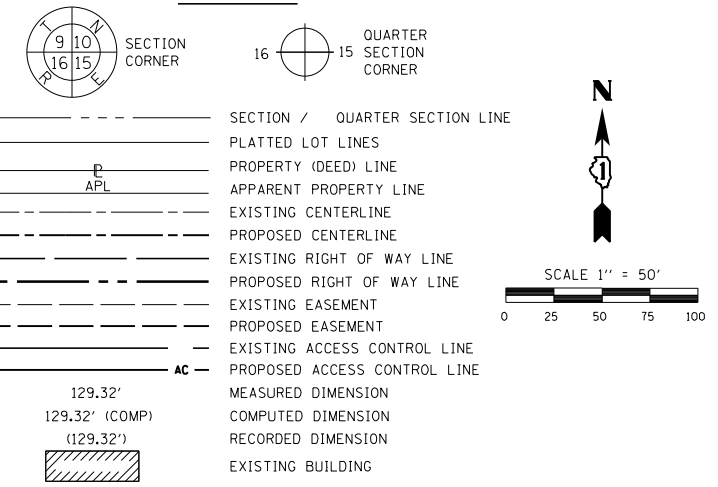 T N
9 10
16 15
R E
SECTION
CORNER
16
15
QUARTER
SECTION
CORNER
SECTION / QUARTER SECTION LINE
PLATTED LOT LINES
PL
PROPERTY (DEED) LINE
APL
APPARENT PROPERTY LINE
EXISTING CENTERLINE
PROPOSED CENTERLINE
EXISTING RIGHT OF WAY LINE
PROPOSED RIGHT OF WAY LINE
EXISTING EASEMENT
PROPOSED EASEMENT
EXISTING ACCESS CONTROL LINE
AC
PROPOSED ACCESS CONTROL LINE
129.32' MEASURED DIMENSION
129.32' (COMP) COMPUTED DIMENSION
(129.32') RECORDED DIMENSION
EXISTING BUILDING
N
1
SCALE 1'' = 50'
0 25 50 75 100